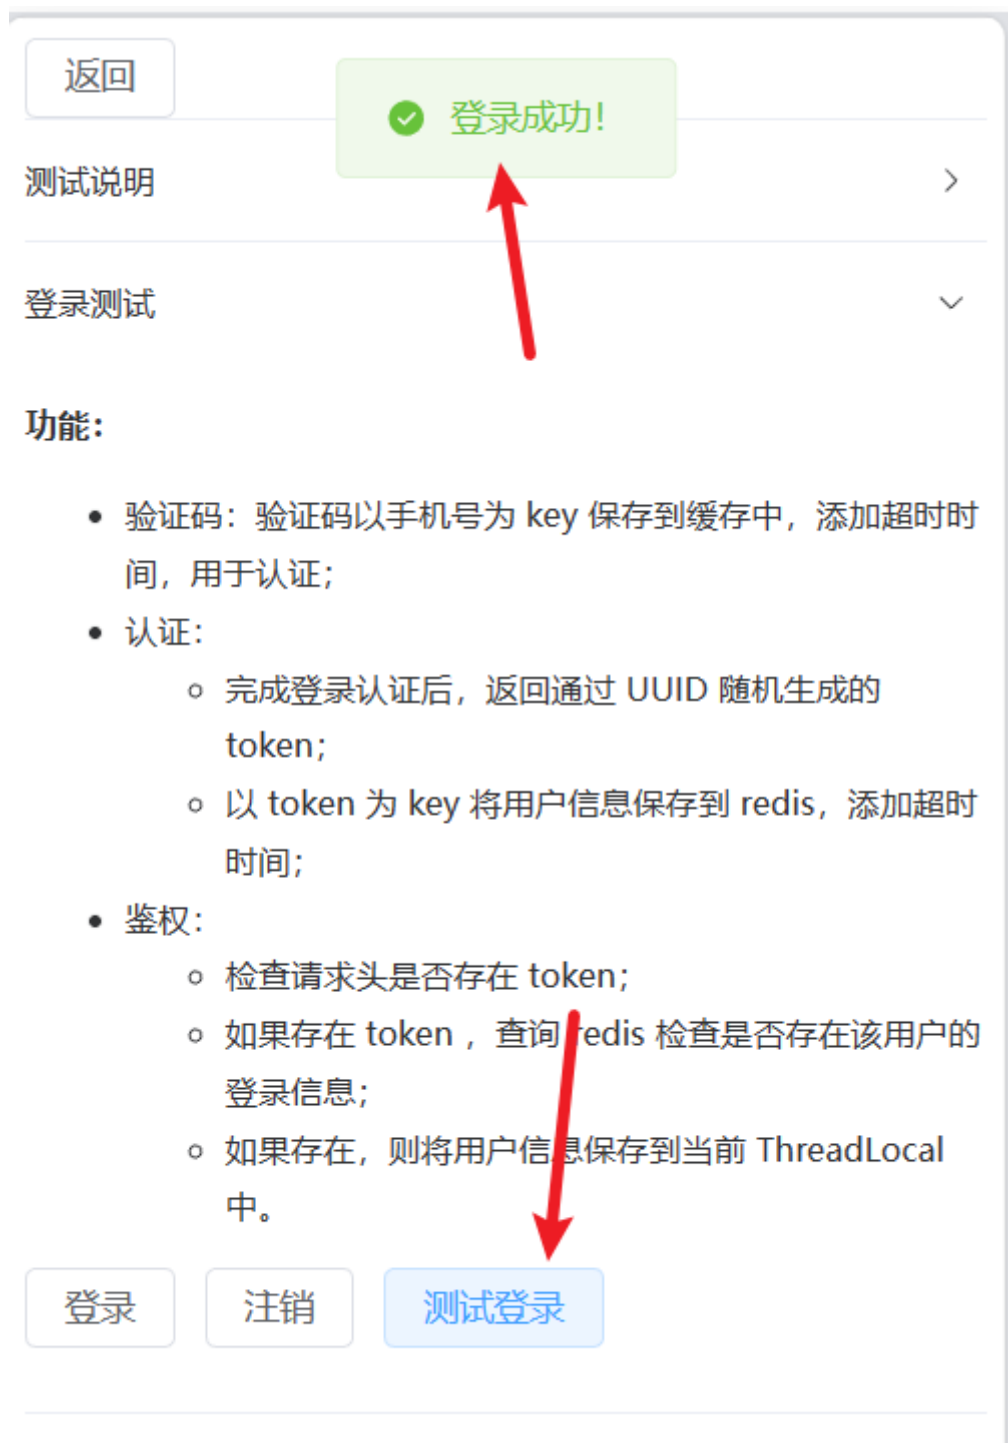 返回
登录成功！
测试说明
登录测试
功能：
验证码：验证码以手机号为 key 保存到缓存中，添加超时时
间，用于认证；
认证：
完成登录认证后，返回通过 UUID 随机生成的
token；
以 token 为 key 将用户信息保存到 redis，添加超时
时间；
鉴权：
检查请求头是否存在 token；
如果存在 token ，查询 redis 检查是否存在该用户的
登录信息；
如果存在，则将用户信息保存到当前 ThreadLocal
中。
登录 注销 测试登录